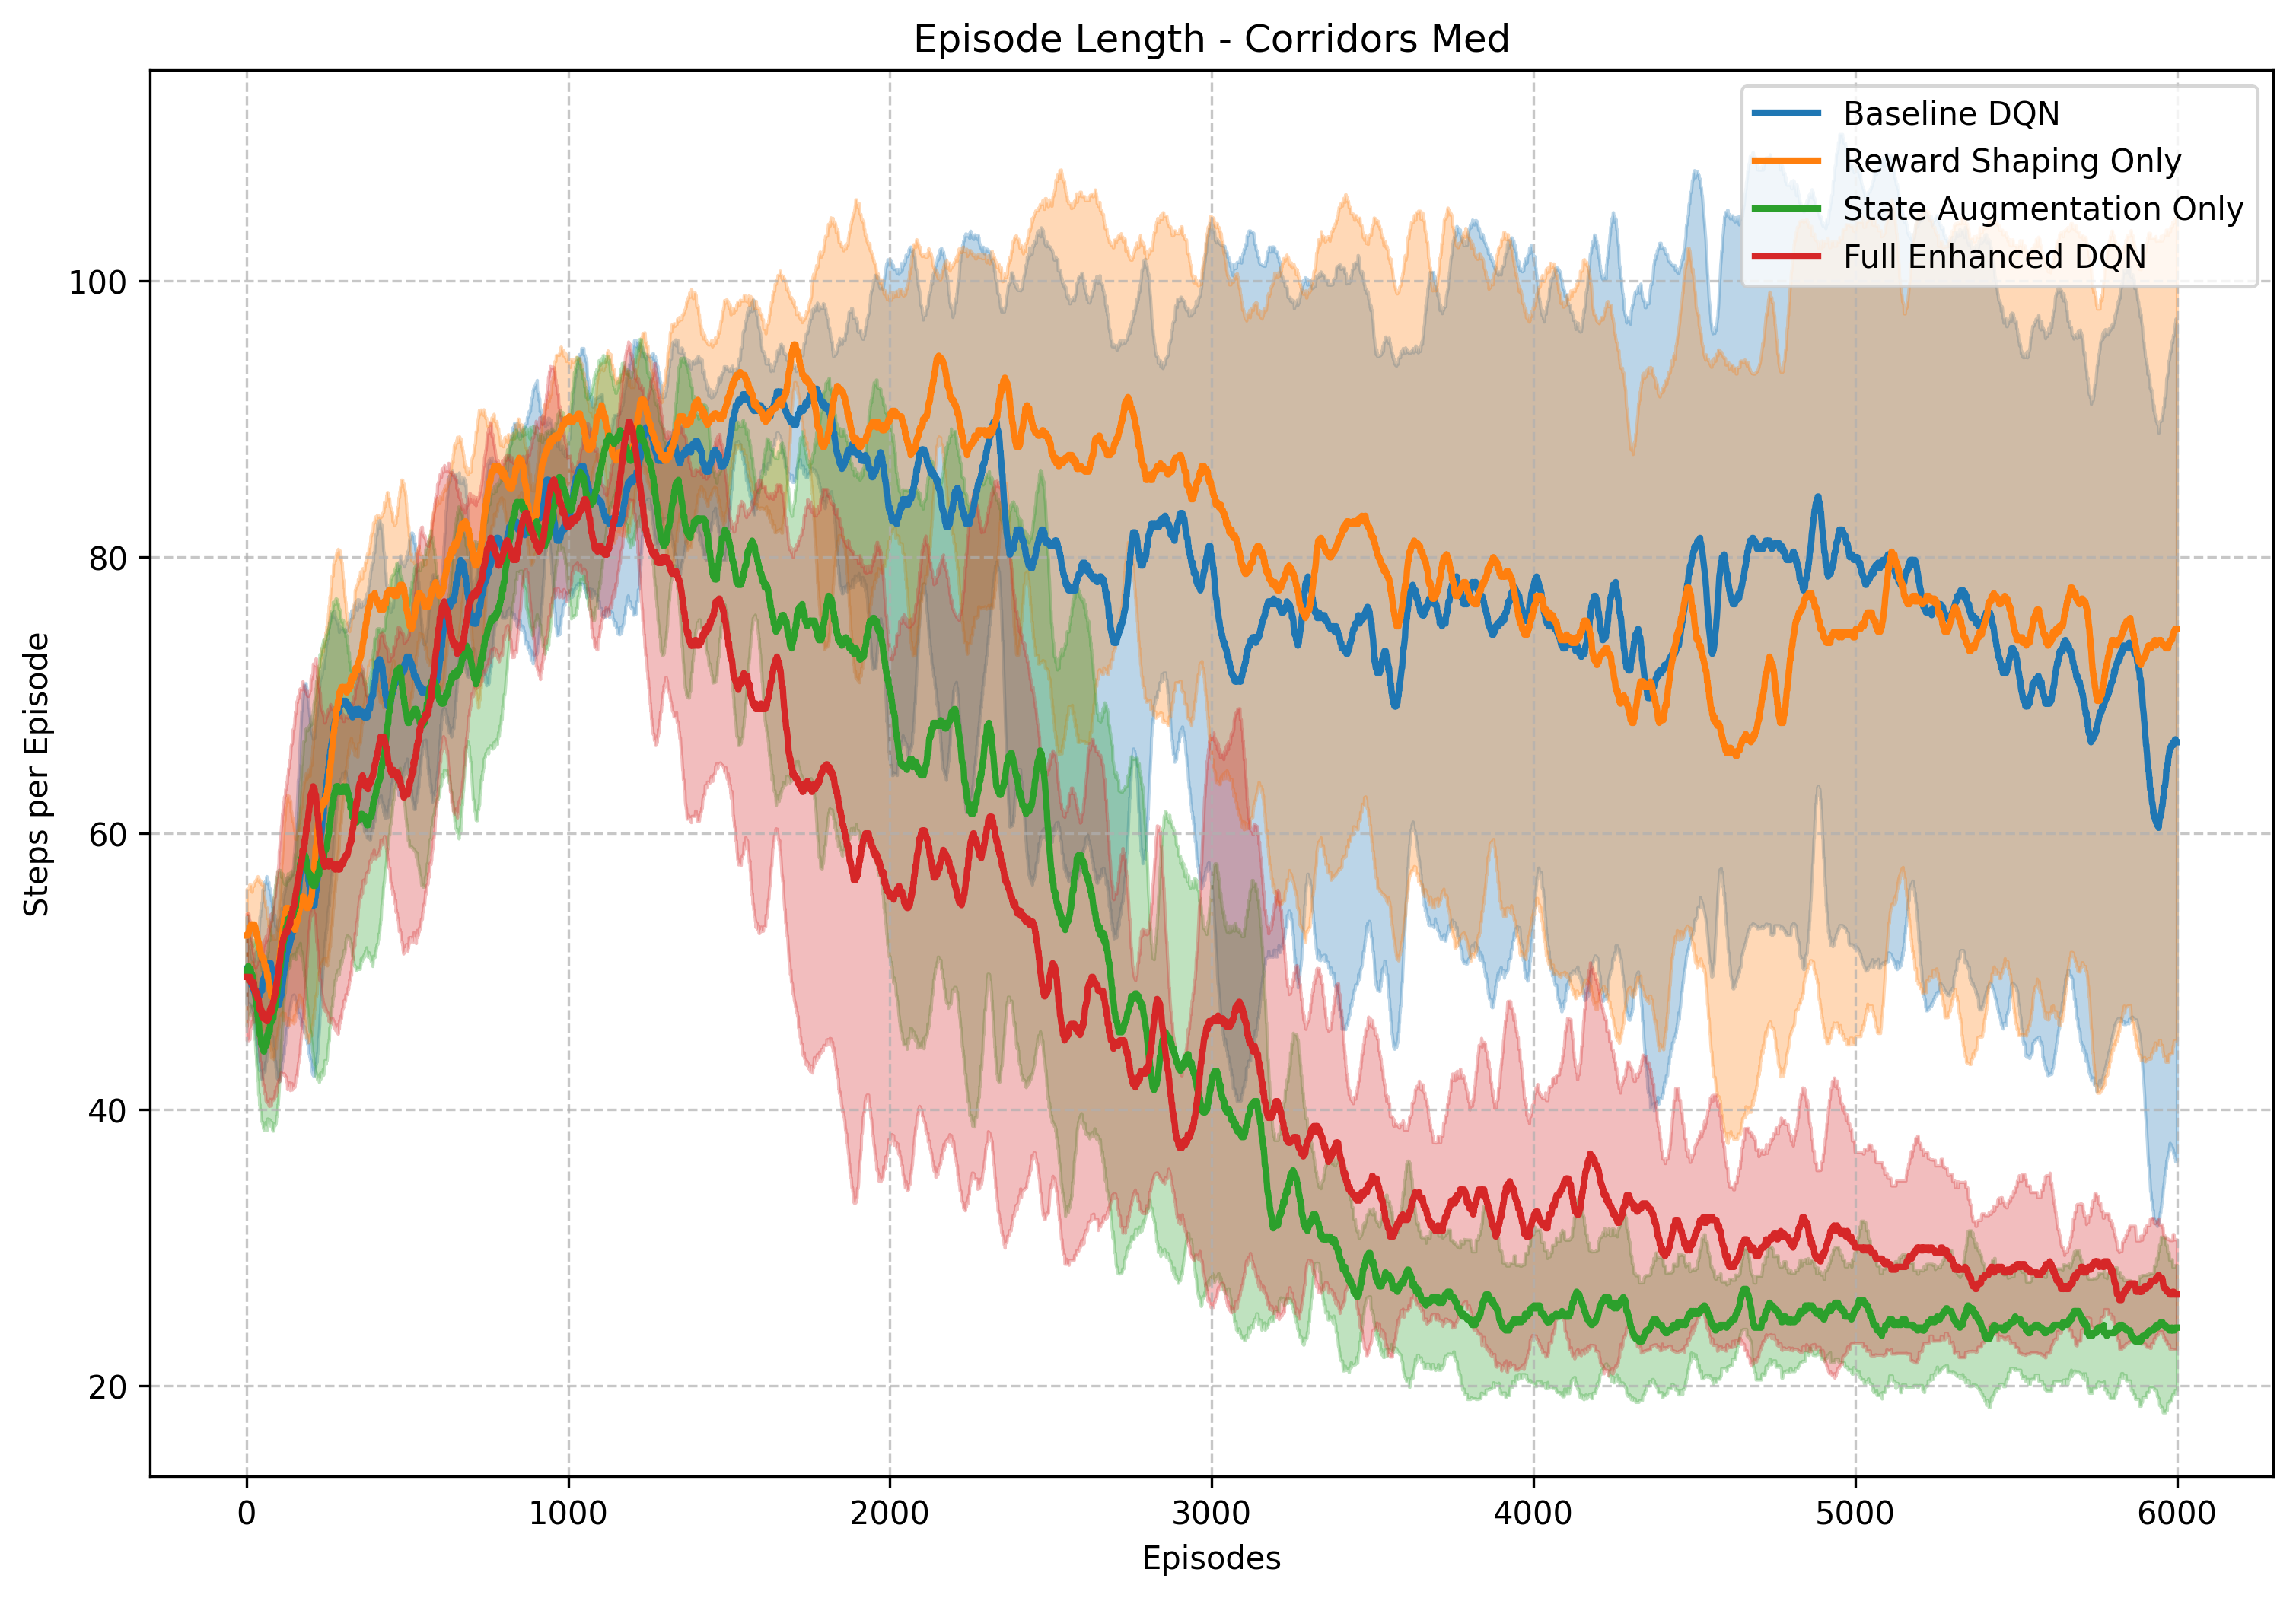 Episode Length - Corridors Med
Baseline DQN
Reward Shaping Only
State Augmentation Only
Full Enhanced DQN
Steps per Episode
100
80
60
40
20
0
1000
2000
3000
4000
5000
6000
Episodes